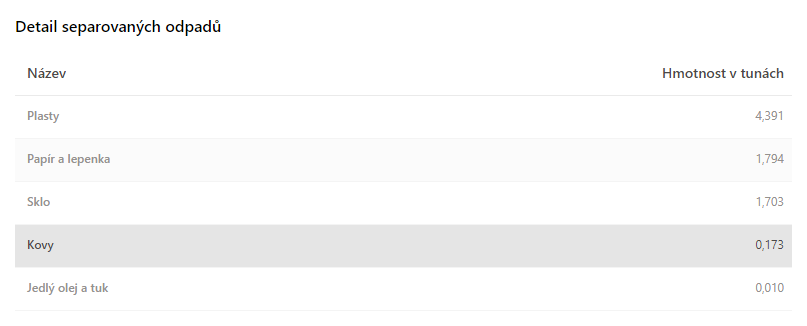 Detail separovaných odpadů
Název Hmotnost v tunách
Plasty 4,391
Papír a lepenka 1,794
Sklo 1,703
Kovy 0,173
Jedlý olej a tuk 0,010